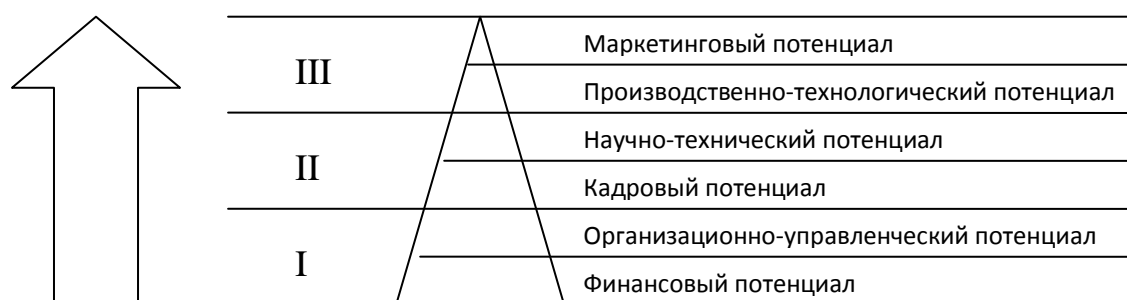 III
Маркетинговый потенциал
Производственно-технологический потенциал
II
Научно-технический потенциал
Кадровый потенциал
I
Организационно-управленческий потенциал
Финансовый потенциал